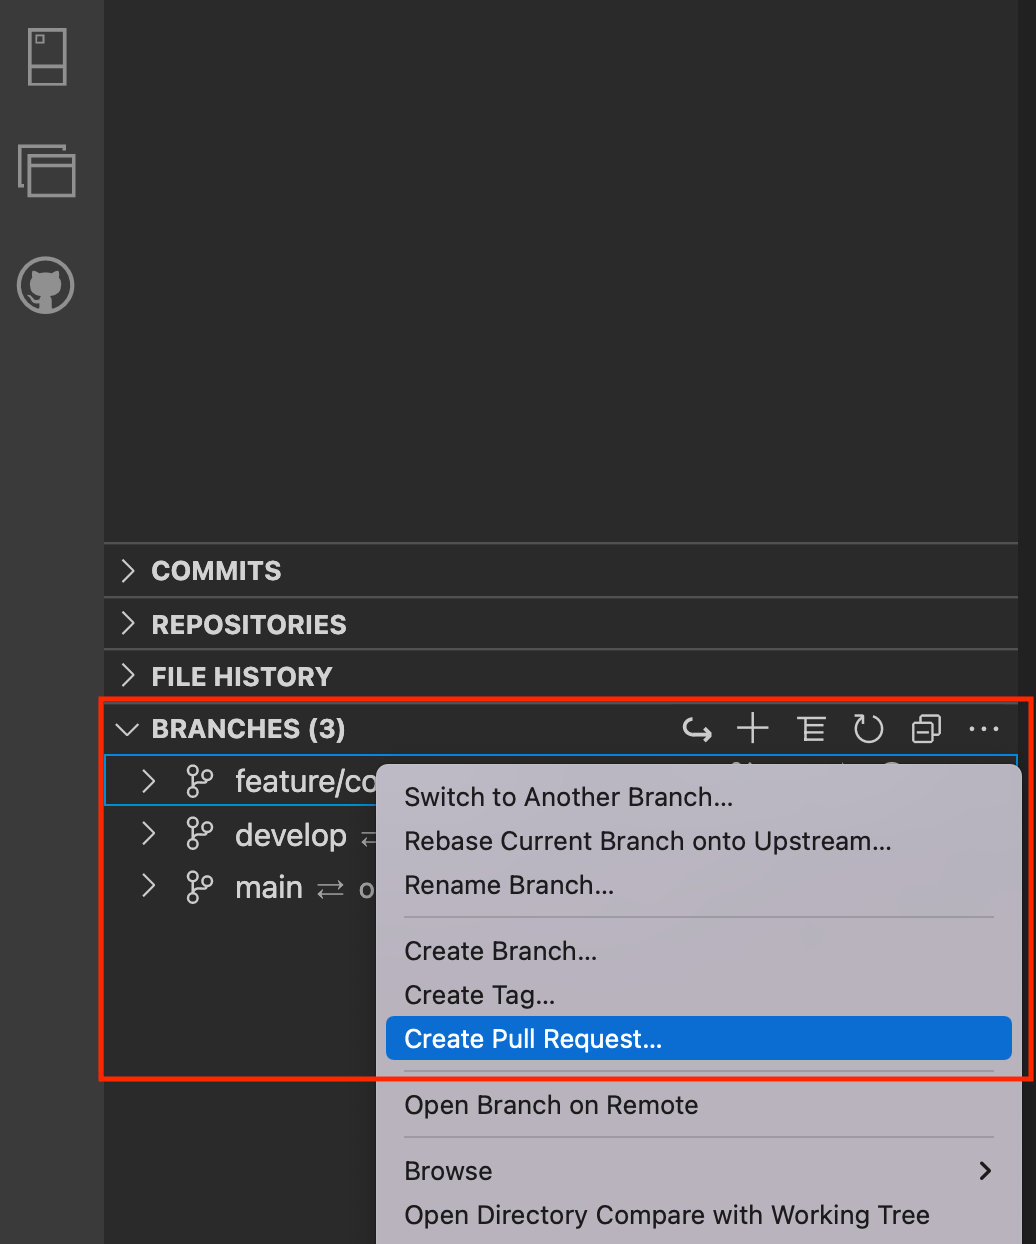 COMMITS
REPOSITORIES
FILE HISTORY
BRANCHES (3)
feature/co
develop
main
Switch to Another Branch...
Rebase Current Branch onto Upstream...
Rename Branch...
Create Branch...
Create Tag...
Create Pull Request...
Open Branch on Remote
Browse
Open Directory Compare with Working Tree